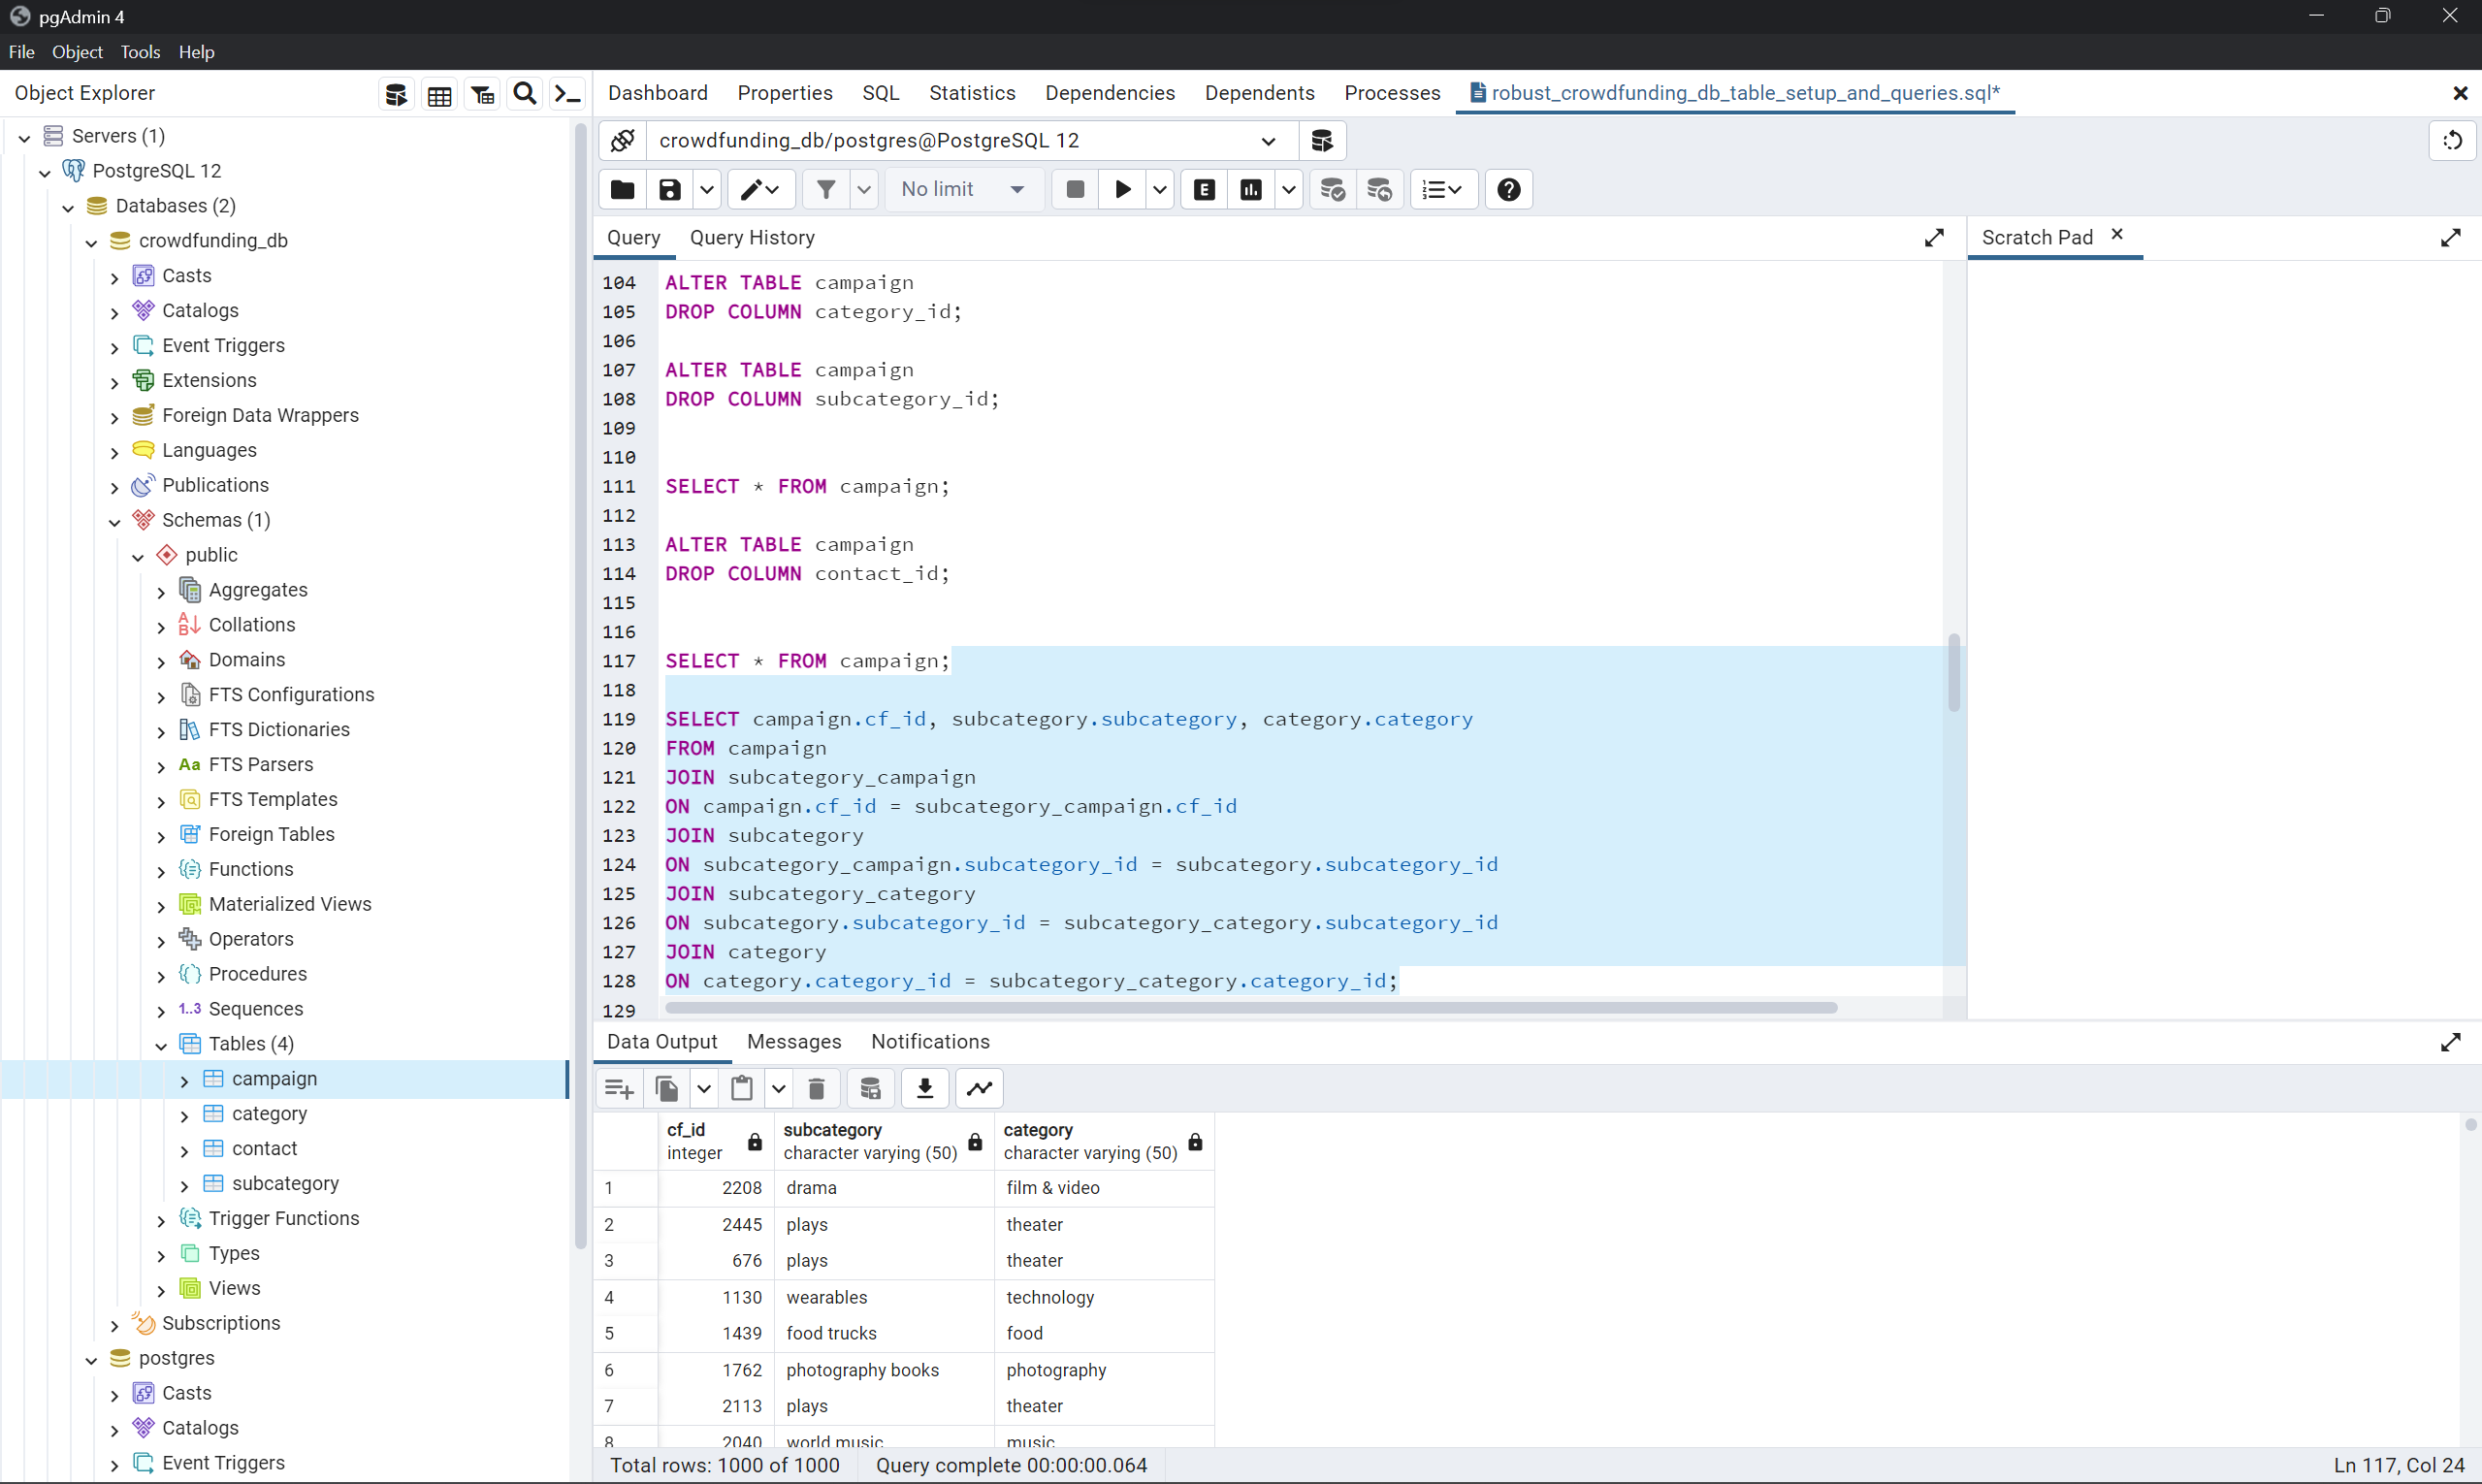 pgAdmin 4
File Object Tools Help
Object Explorer
Servers (1)
PostgreSQL 12
Databases (2)
crowdfunding_db
Casts
Catalogs
Event Triggers
Extensions
Foreign Data Wrappers
Languages
Publications
Schemas (1)
public
Aggregates
Collations
Domains
FTS Configurations
FTS Dictionaries
Aa FTS Parsers
FTS Templates
Foreign Tables
Functions
Materialized Views
Operators
Procedures
1..3 Sequences
Tables (4)
campaign
category
contact
subcategory
Trigger Functions
Types
Views
Subscriptions
postgres
Casts
Catalogs
Event Triggers
Dashboard Properties SQL Statistics Dependencies Dependents Processes robust_crowdfunding_db_table_setup_and_queries.sql*
crowdfunding_db/postgres@PostgreSQL 12
No limit E
Query Query History
Scratch Pad
104 ALTER TABLE campaign
105 DROP COLUMN category_id;
106
107 ALTER TABLE campaign
108 DROP COLUMN subcategory_id;
109
110
111 SELECT * FROM campaign;
112
113 ALTER TABLE campaign
114 DROP COLUMN contact_id;
115
116
117 SELECT * FROM campaign;
118
119 SELECT campaign.cf_id, subcategory.subcategory, category.category
120 FROM campaign
121 JOIN subcategory_campaign
122 ON campaign.cf_id = subcategory_campaign.cf_id
123 JOIN subcategory
124 ON subcategory_campaign.subcategory_id = subcategory.subcategory_id
125 JOIN subcategory_category
126 ON subcategory.subcategory_id = subcategory_category.subcategory_id
127 JOIN category
128 ON category.category_id = subcategory_category.category_id;
129
Data Output Messages Notifications
cf_id subcategory category
integer character varying (50) character varying (50)
1 2208 drama film & video
2 2445 plays theater
3 676 plays theater
4 1130 wearables technology
5 1439 food trucks food
6 1762 photography books photography
7 2113 plays theater
8 2040 world music music
Total rows: 1000 of 1000 Query complete 00:00:00.064 Ln 117, Col 24